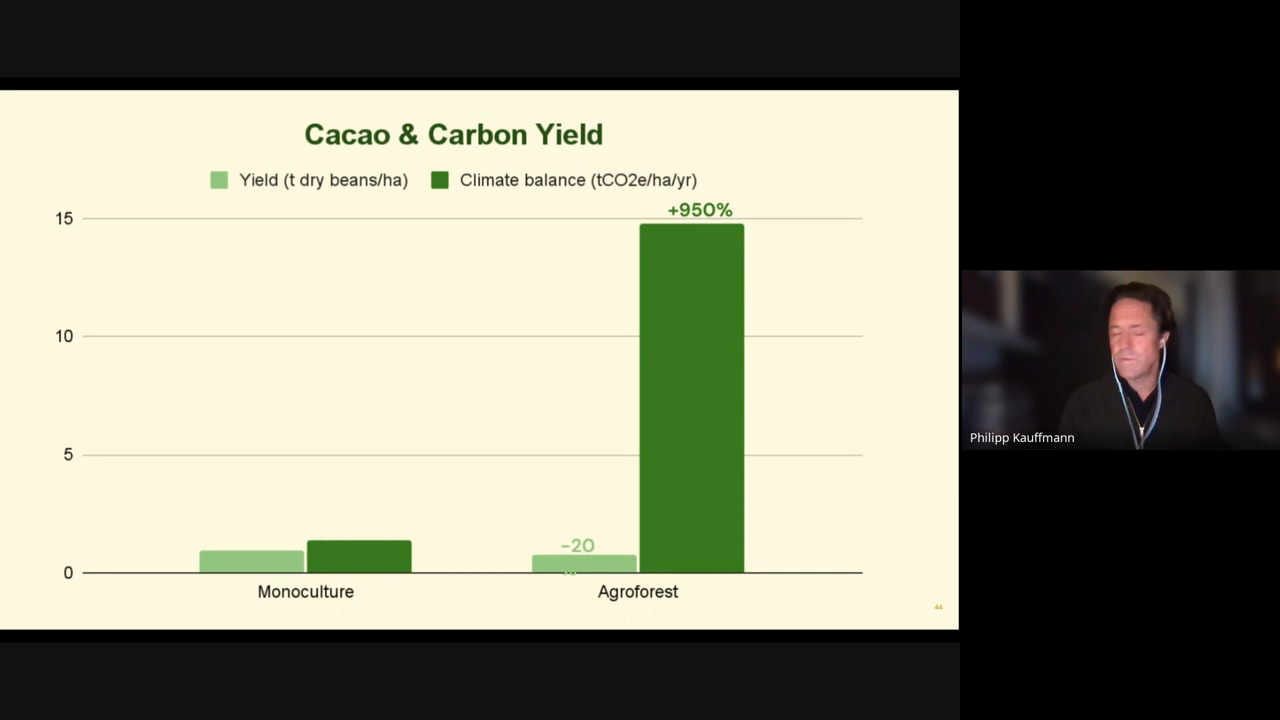 Cacao & Carbon Yield
Yield (t dry beans/ha) Climate balance (tCO2e/ha/yr)
+950%
15
10
5
-20
0
Monoculture Agroforest
44
Philipp Kauffmann